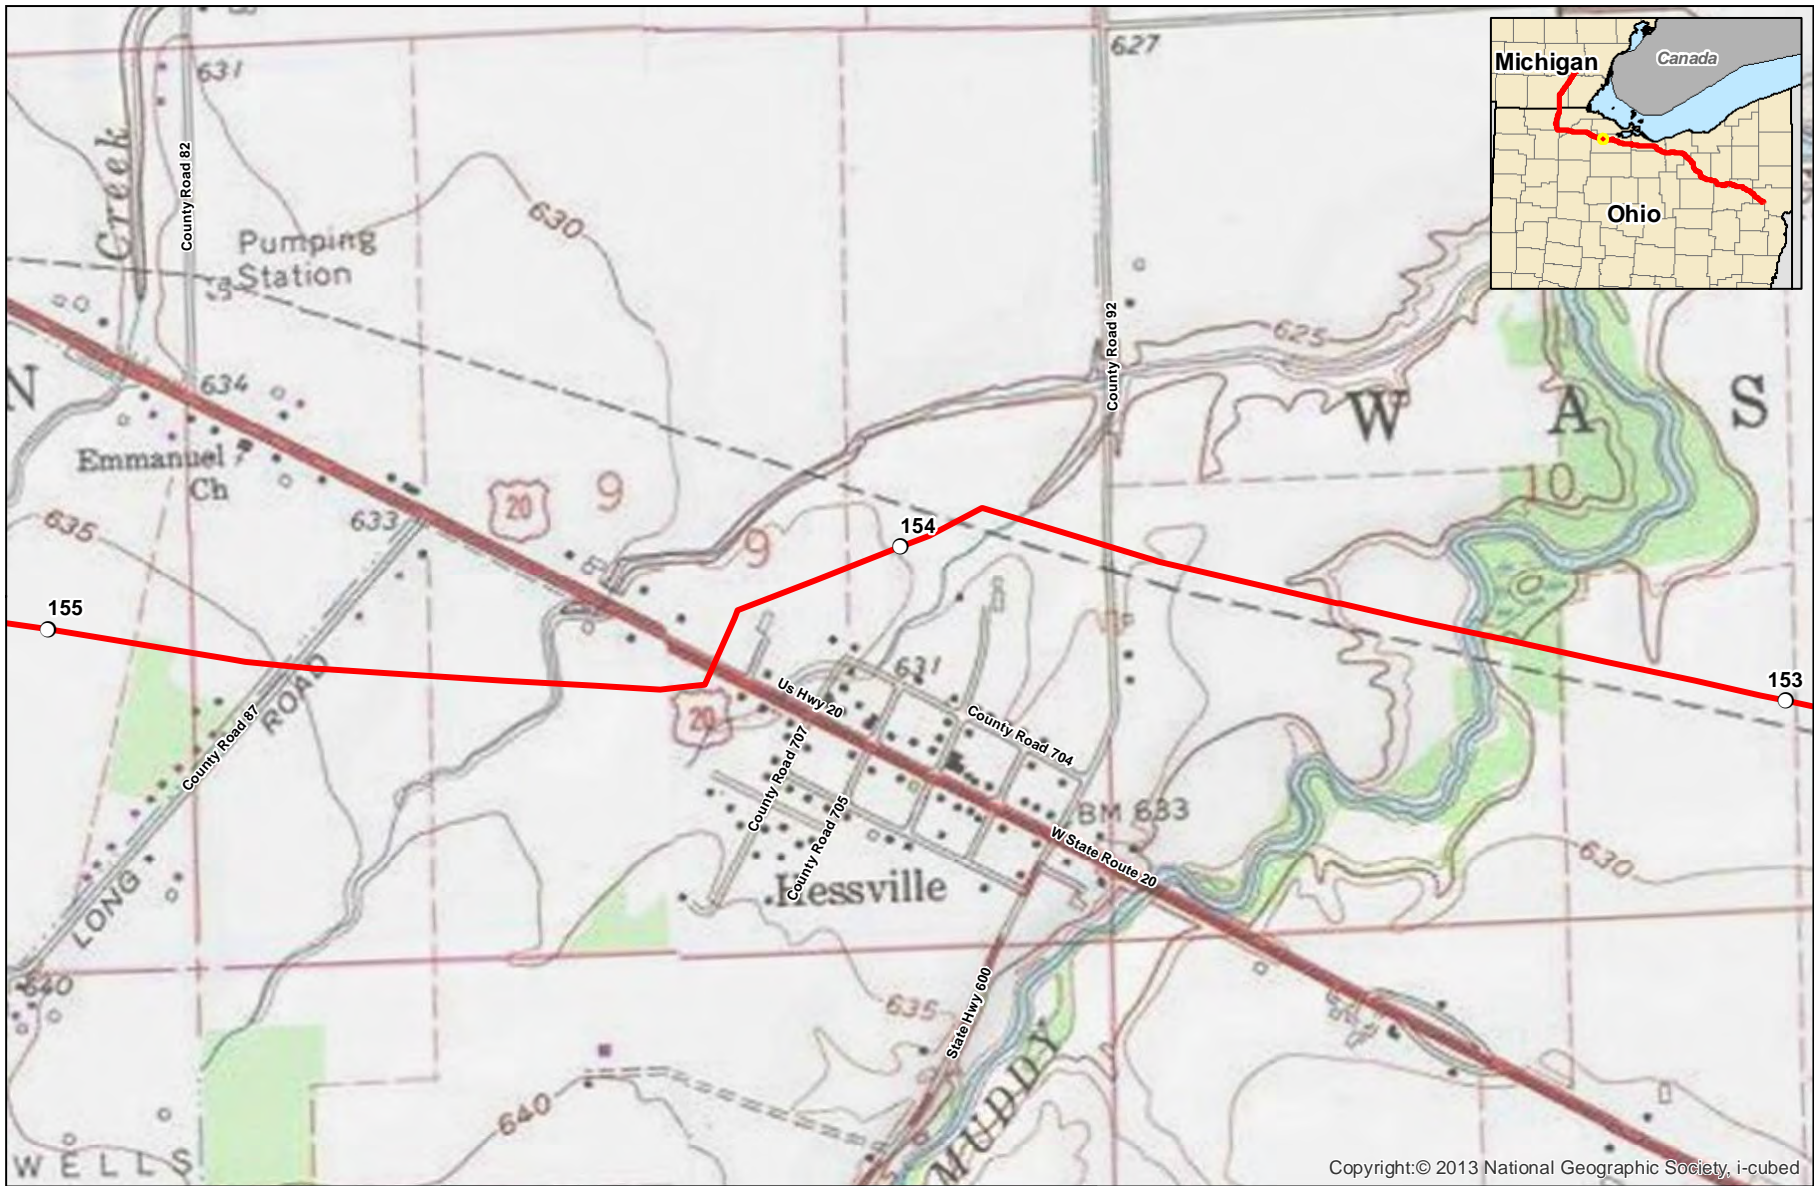 627
Michigan
Canada
Ohio
631
Creek
County Road 82
630
Pumping
Station
County Road 92
625
634
N
W A S
Emmanuel
Ch
20
9
10
633
635
154
9
155
153
631
ROAD
20
Us Hwy 20
County Road 704
County Road 87
County Road 707
County Road 705
BM 633
W State Route 20
630
Hessville
LONG
640
635
State Hwy 600
MUDDY
640
WELLS
Copyright:© 2013 National Geographic Society, i-cubed